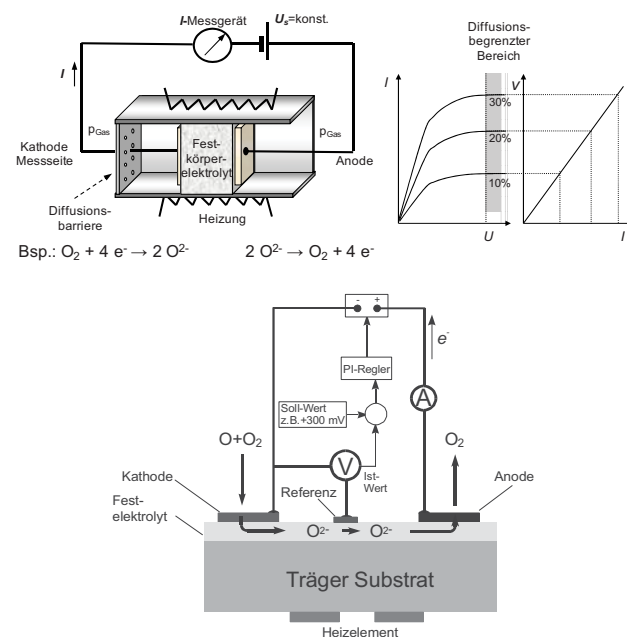 I-Messgerät
Us=konst.
I
pGas
pGas
Kathode
Messseite
Fest-
körper-
elektrolyt
Anode
Diffusions-
barriere
Heizung
Bsp.: O2 + 4 e- → 2 O2-
2 O2- → O2 + 4 e-
Diffusions-
begrenzter
Bereich
I
V
30%
20%
10%
U
I
- +
e-
PI-Regler
Soll-Wert
z.B.+300 mV
A
O+O2
O2
V
Ist-
Wert
Kathode
Referenz
Anode
Fest-
elektrolyt
O2-
O2-
Träger Substrat
Heizelement